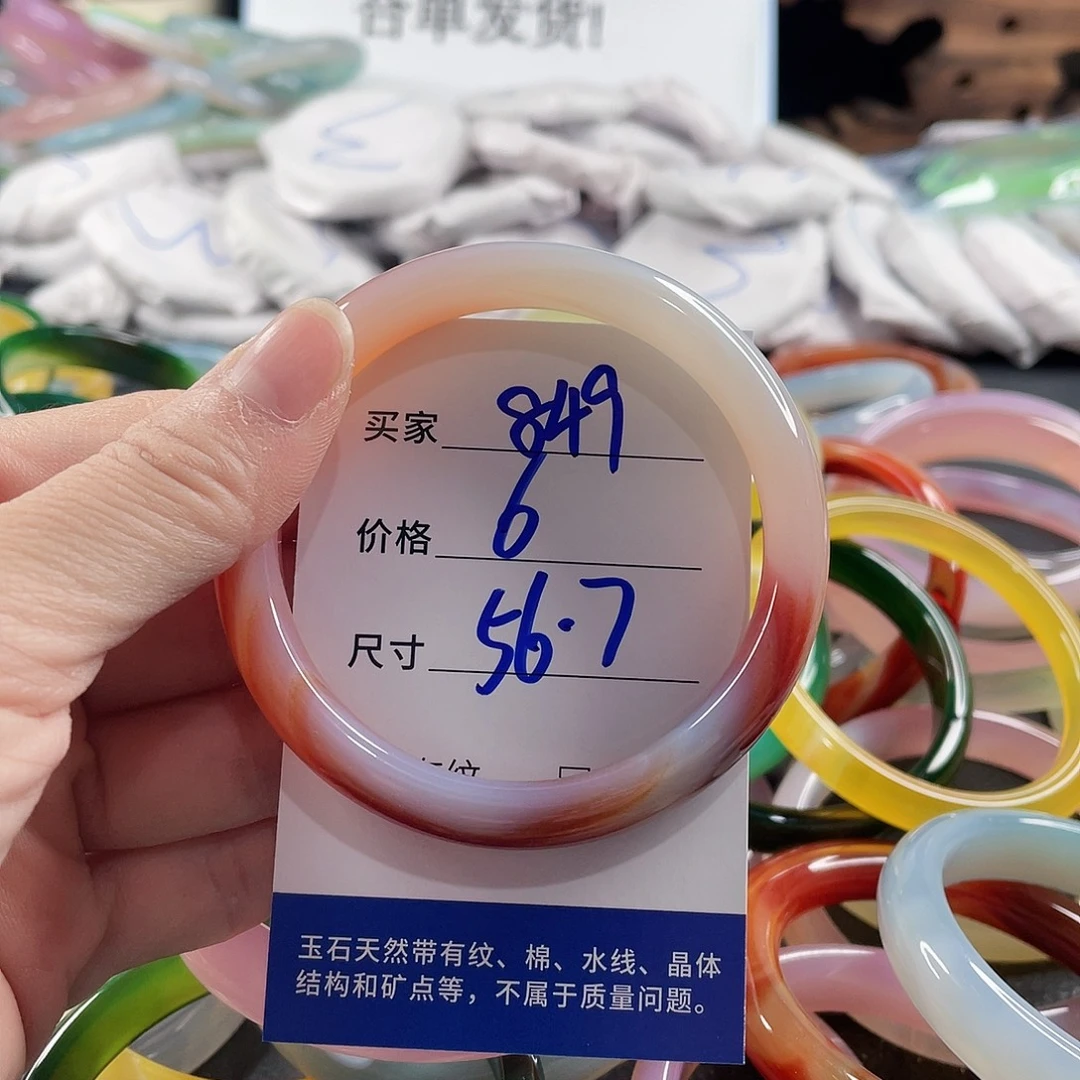 台单发货!
买家 849
价格 6
尺寸 56.7
纹
玉石天然带有纹、棉、水线、晶体
结构和矿点等，不属于质量问题。